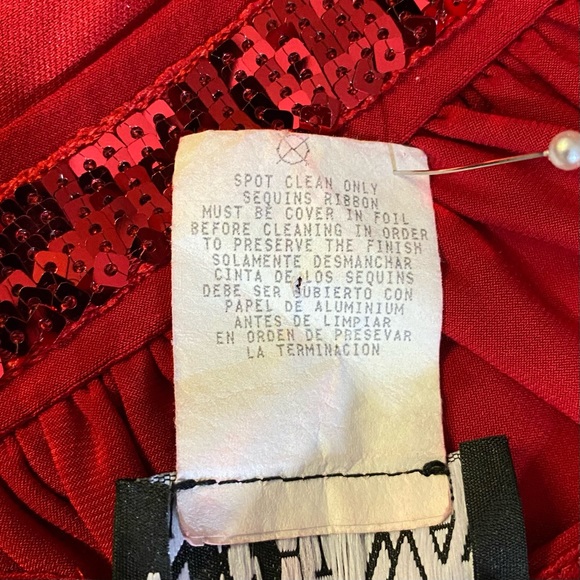 SPOT CLEAN ONLY
SEQUINS RIBBON
MUST BE COVER IN FOIL
BEFORE CLEANING IN ORDER
TO PRESERVE THE FINISH
SOLAMENTE DESMANCHAR
CINTA DE LOS SEQUINS
DEBE SER SUBIERTO CON
PAPEL DE ALUMINIUM
ANTES DE LIMPIAR
EN ORDEN DE PRESEVAR
LA TERMINACION